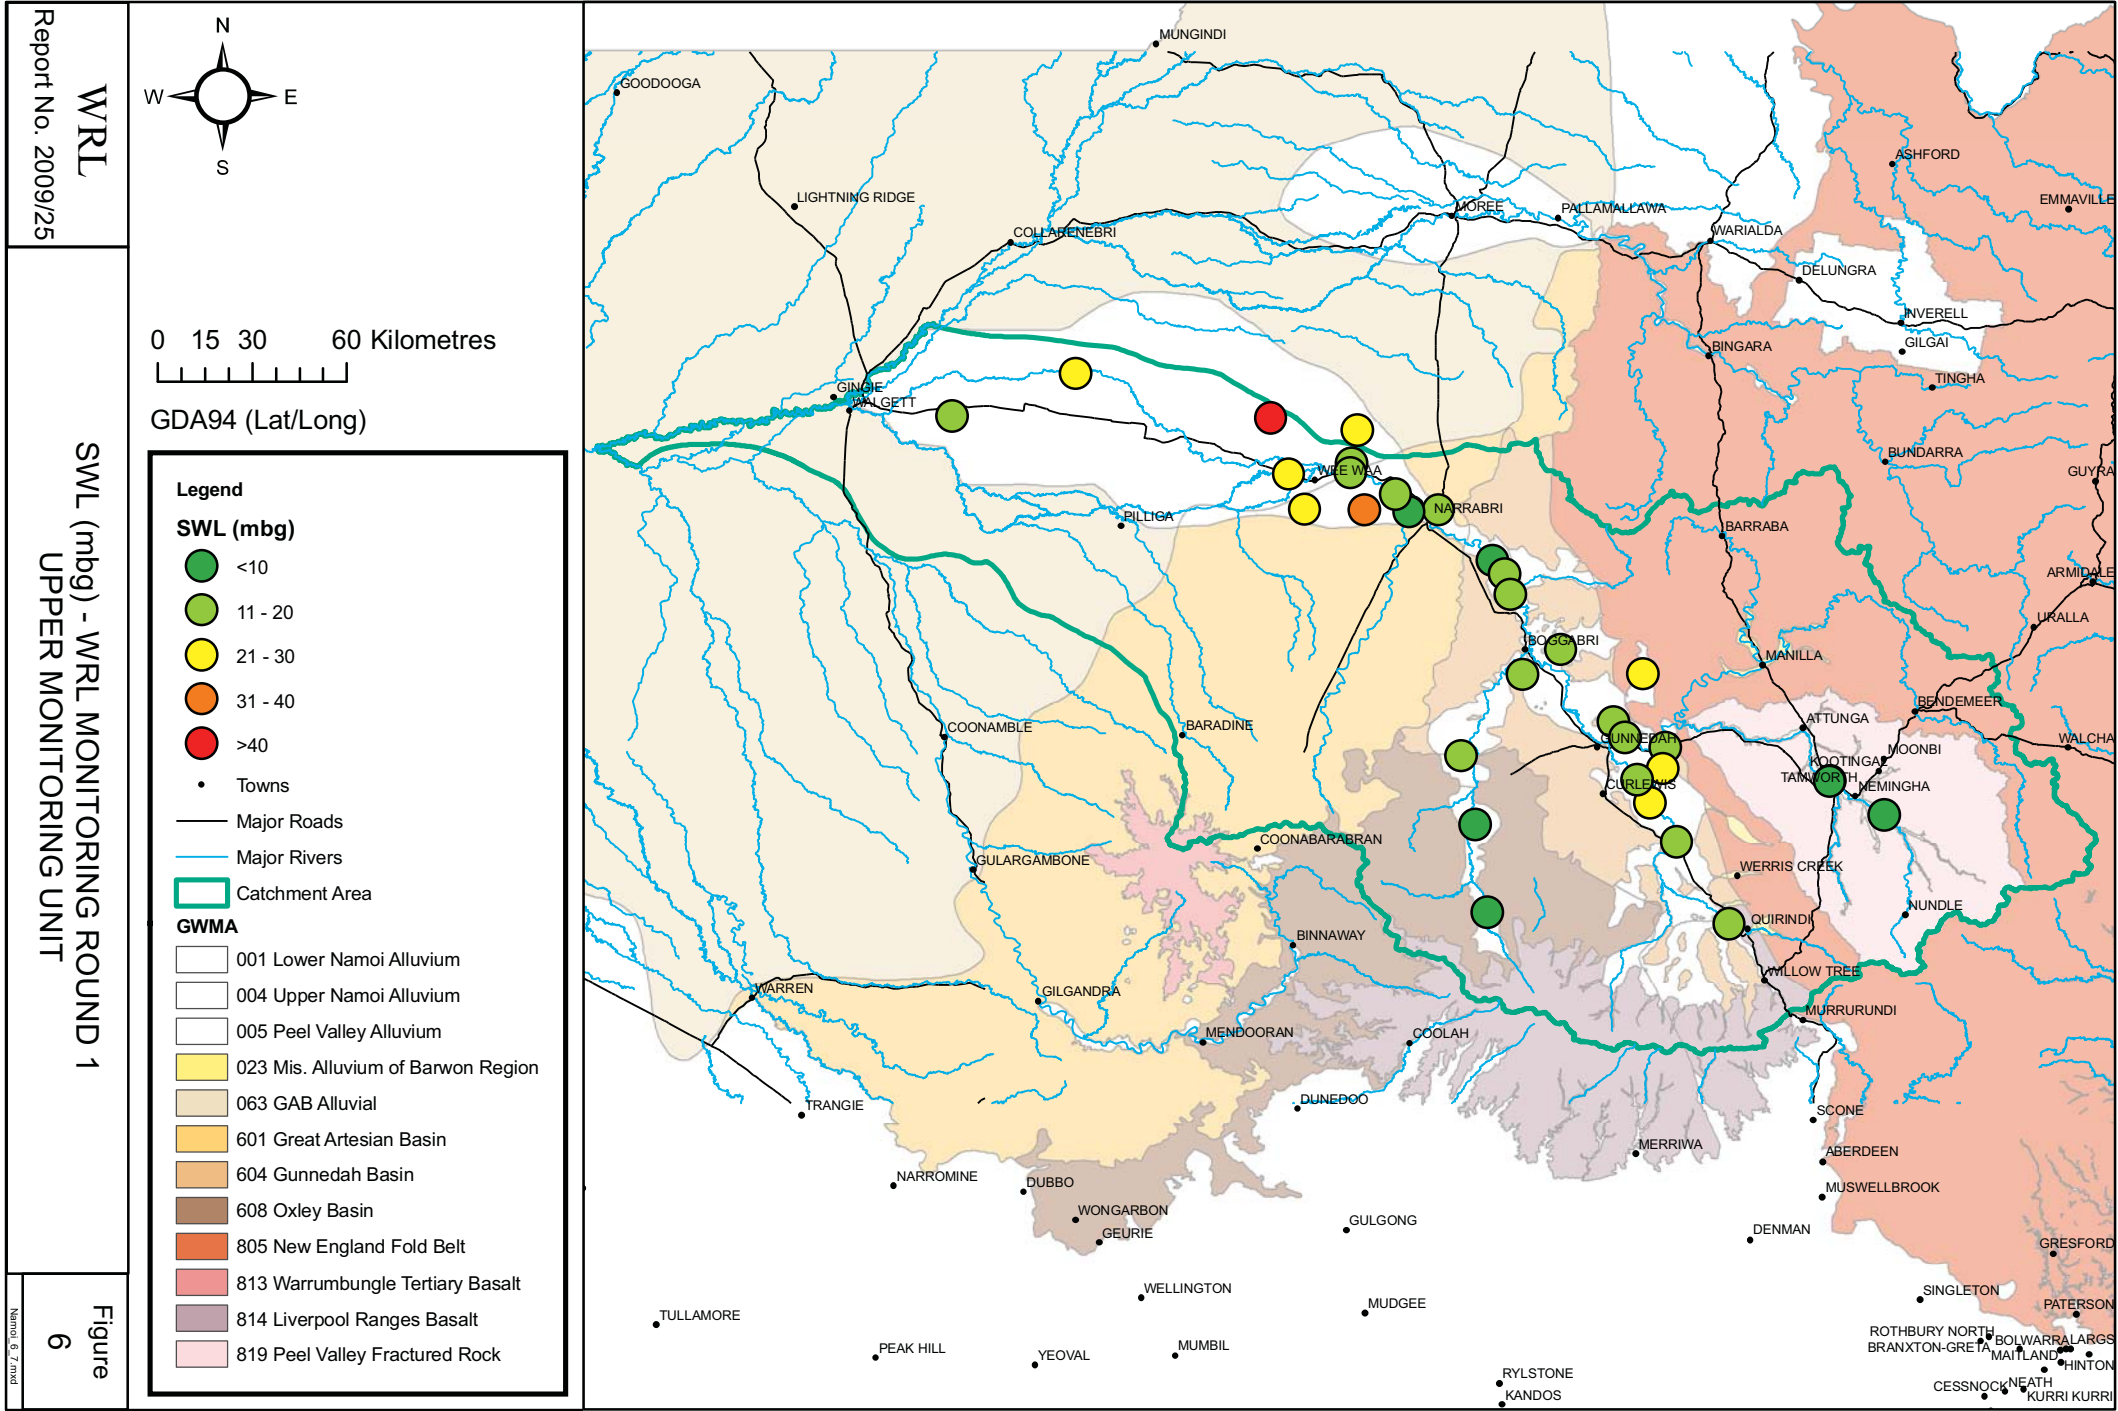 WRL
Report No. 2009/25
SWL (mbg) - WRL MONITORING ROUND 1
UPPER MONITORING UNIT
Figure
6
Namoi_6_7.mxd
N
W
E
S
0 15 30 60 Kilometres
GDA94 (Lat/Long)
Legend
SWL (mbg)
<10
11 - 20
21 - 30
31 - 40
>40
Towns
Major Roads
Major Rivers
Catchment Area
GWMA
001 Lower Namoi Alluvium
004 Upper Namoi Alluvium
005 Peel Valley Alluvium
023 Mis. Alluvium of Barwon Region
063 GAB Alluvial
601 Great Artesian Basin
604 Gunnedah Basin
608 Oxley Basin
805 New England Fold Belt
813 Warrumbungle Tertiary Basalt
814 Liverpool Ranges Basalt
819 Peel Valley Fractured Rock
MUNGINDI
GOODOOGA
ASHFORD
LIGHTNING RIDGE
EMMAVILLE
MOREE
PALLAMALLAWA
COLLARENEBRI
WARIALDA
DELUNGRA
INVERELL
GILGAI
BINGARA
TINGHA
GINGIE
WALGETT
BUNDARRA
GUYRA
WEE WAA
NARRABRI
PILLIGA
BARRABA
ARMIDALE
URALLA
BOGGABRI
MANILLA
BENDEMEER
ATTUNGA
BARADINE
COONAMBLE
WALCHA
GUNNEDAH
MOONBI
KOOTINGAL
TAMWORTH
NEMINGHA
CURLEWIS
COONABARABRAN
GULARGAMBONE
WERRIS CREEK
NUNDLE
QUIRINDI
BINNAWAY
WILLOW TREE
WARREN
GILGANDRA
MURRURUNDI
MENDOORAN
COOLAH
DUNEDOO
TRANGIE
SCONE
MERRIWA
ABERDEEN
NARROMINE
DUBBO
MUSWELLBROOK
WONGARBON
GULGONG
GEURIE
DENMAN
GRESFORD
WELLINGTON
SINGLETON
MUDGEE
PATERSON
TULLAMORE
ROTHBURY NORTH
BOLWARRA
LARGS
PEAK HILL
YEOVAL
MUMBIL
BRANXTON-GRETA
MAITLAND
HINTON
RYLSTONE
CESSNOCK
NEATH
KANDOS
KURRI KURRI